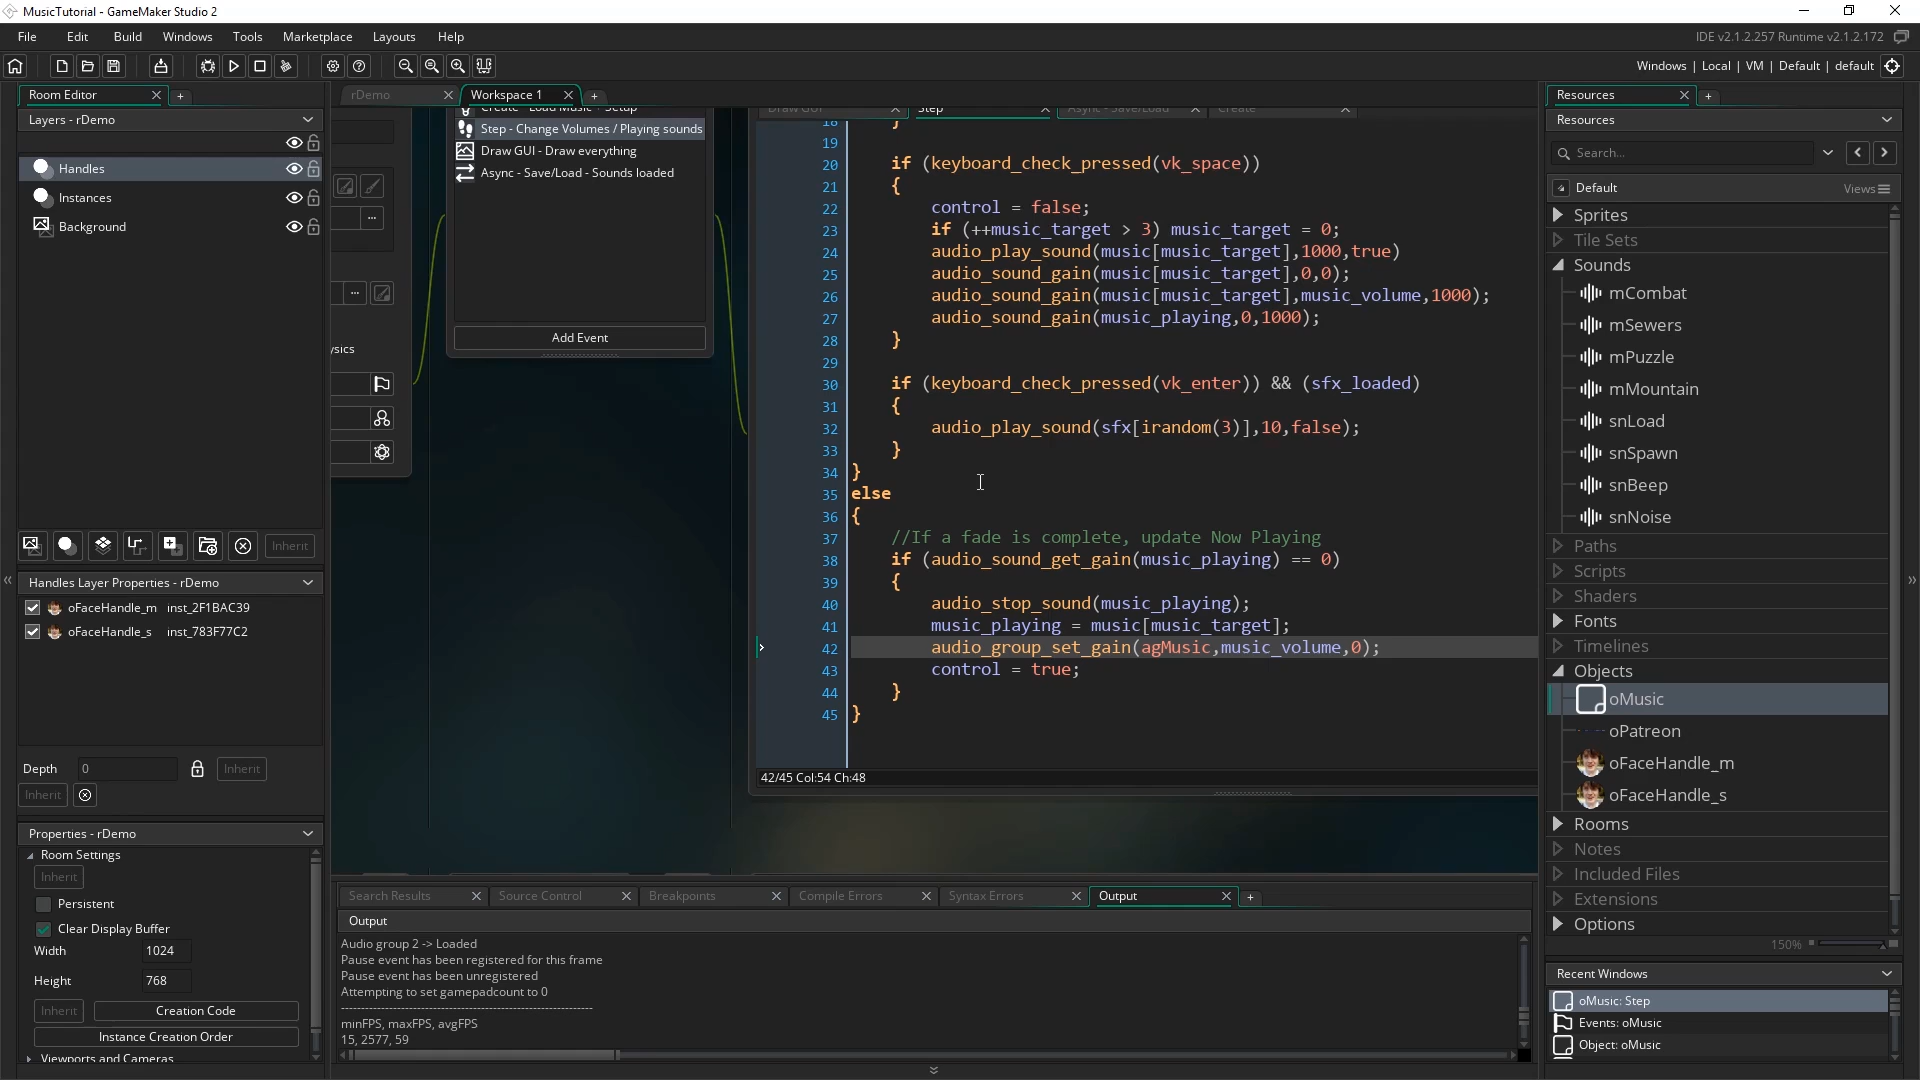 MusicTutorial - GameMaker Studio 2
File Edit Build Windows Tools Marketplace Layouts Help
IDE v2.1.2.257 Runtime v2.1.2.172
Windows | Local | VM | Default | default
Room Editor
Layers - rDemo
Handles
Instances
Background
Inherit
Handles Layer Properties - rDemo
oFaceHandle_m inst_2F1BAC39
oFaceHandle_s inst_783F77C2
Depth 0 Inherit
Inherit
Properties - rDemo
Room Settings
Inherit
Persistent
Clear Display Buffer
Width 1024
Height 768
Inherit Creation Code
Instance Creation Order
Viewports and Cameras
rDemo Workspace 1
ysics
Create - Load Music + Setup
Step - Change Volumes / Playing sounds
Draw GUI - Draw everything
Async - Save/Load - Sounds loaded
Add Event
Draw GUI Step Async - Save/Load Create
18 }
19
20 if (keyboard_check_pressed(vk_space))
21 {
22 control = false;
23 if (++music_target > 3) music_target = 0;
24 audio_play_sound(music[music_target],1000,true)
25 audio_sound_gain(music[music_target],0,0);
26 audio_sound_gain(music[music_target],music_volume,1000);
27 audio_sound_gain(music_playing,0,1000);
28 }
29
30 if (keyboard_check_pressed(vk_enter)) && (sfx_loaded)
31 {
32 audio_play_sound(sfx[irandom(3)],10,false);
33 }
34 }
35 else
36 {
37 //If a fade is complete, update Now Playing
38 if (audio_sound_get_gain(music_playing) == 0)
39 {
40 audio_stop_sound(music_playing);
41 music_playing = music[music_target];
42 audio_group_set_gain(agMusic,music_volume,0);
43 control = true;
44 }
45 }
42/45 Col:54 Ch:48
Search Results Source Control Breakpoints Compile Errors Syntax Errors Output
Output
Audio group 2 -> Loaded
Pause event has been registered for this frame
Pause event has been unregistered
Attempting to set gamepadcount to 0
---------------------------------------------------------------
minFPS, maxFPS, avgFPS
15, 2577, 59
Resources
Resources
Search...
Default Views
Sprites
Tile Sets
Sounds
mCombat
mSewers
mPuzzle
mMountain
snLoad
snSpawn
snBeep
snNoise
Paths
Scripts
Shaders
Fonts
Timelines
Objects
oMusic
oPatreon
oFaceHandle_m
oFaceHandle_s
Rooms
Notes
Included Files
Extensions
Options
150%
Recent Windows
oMusic: Step
Events: oMusic
Object: oMusic